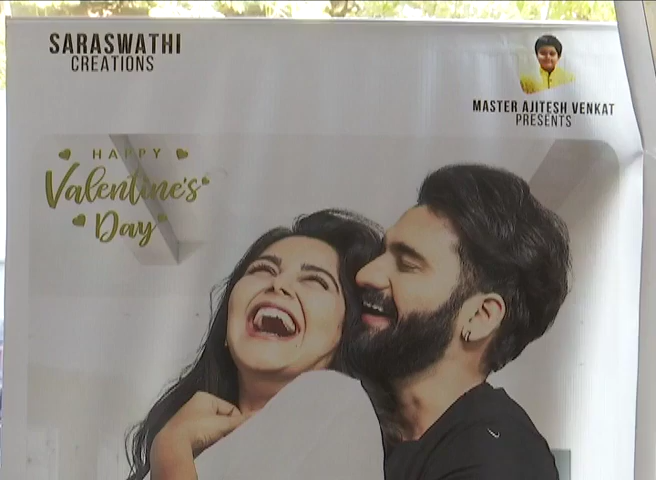 SARASWATHI
CREATIONS
MASTER AJITESH VENKAT
PRESENTS
HAPPY
Valentine's
Day